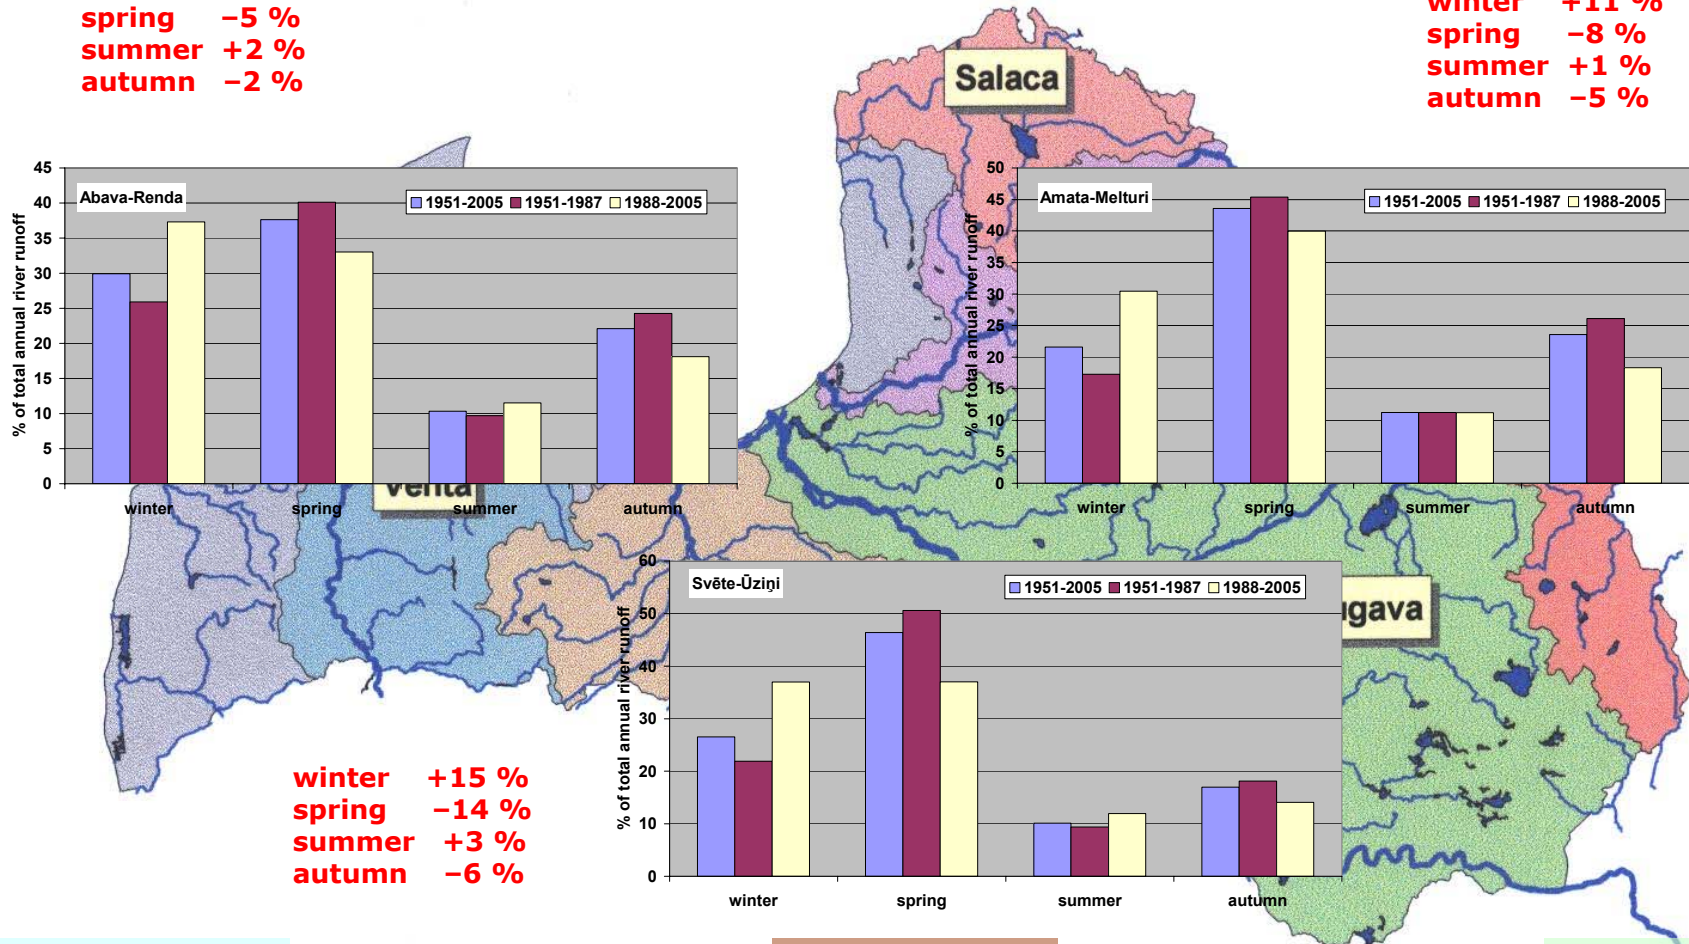 spring –5 %
summer +2 %
autumn –2 %
winter +11 %
spring –8 %
summer +1 %
autumn –5 %
Salaca
Abava-Renda
1951-2005 1951-1987 1988-2005
% of total annual river runoff
45
40
35
30
25
20
15
10
5
0
winter spring summer autumn
Amata-Melturi
1951-2005 1951-1987 1988-2005
% of total annual river runoff
50
45
40
35
30
25
20
15
10
5
0
winter spring summer autumn
Venta
Svēte-Ūziņi
1951-2005 1951-1987 1988-2005
% of total annual river runoff
60
50
40
30
20
10
0
winter spring summer autumn
ugava
winter +15 %
spring –14 %
summer +3 %
autumn –6 %